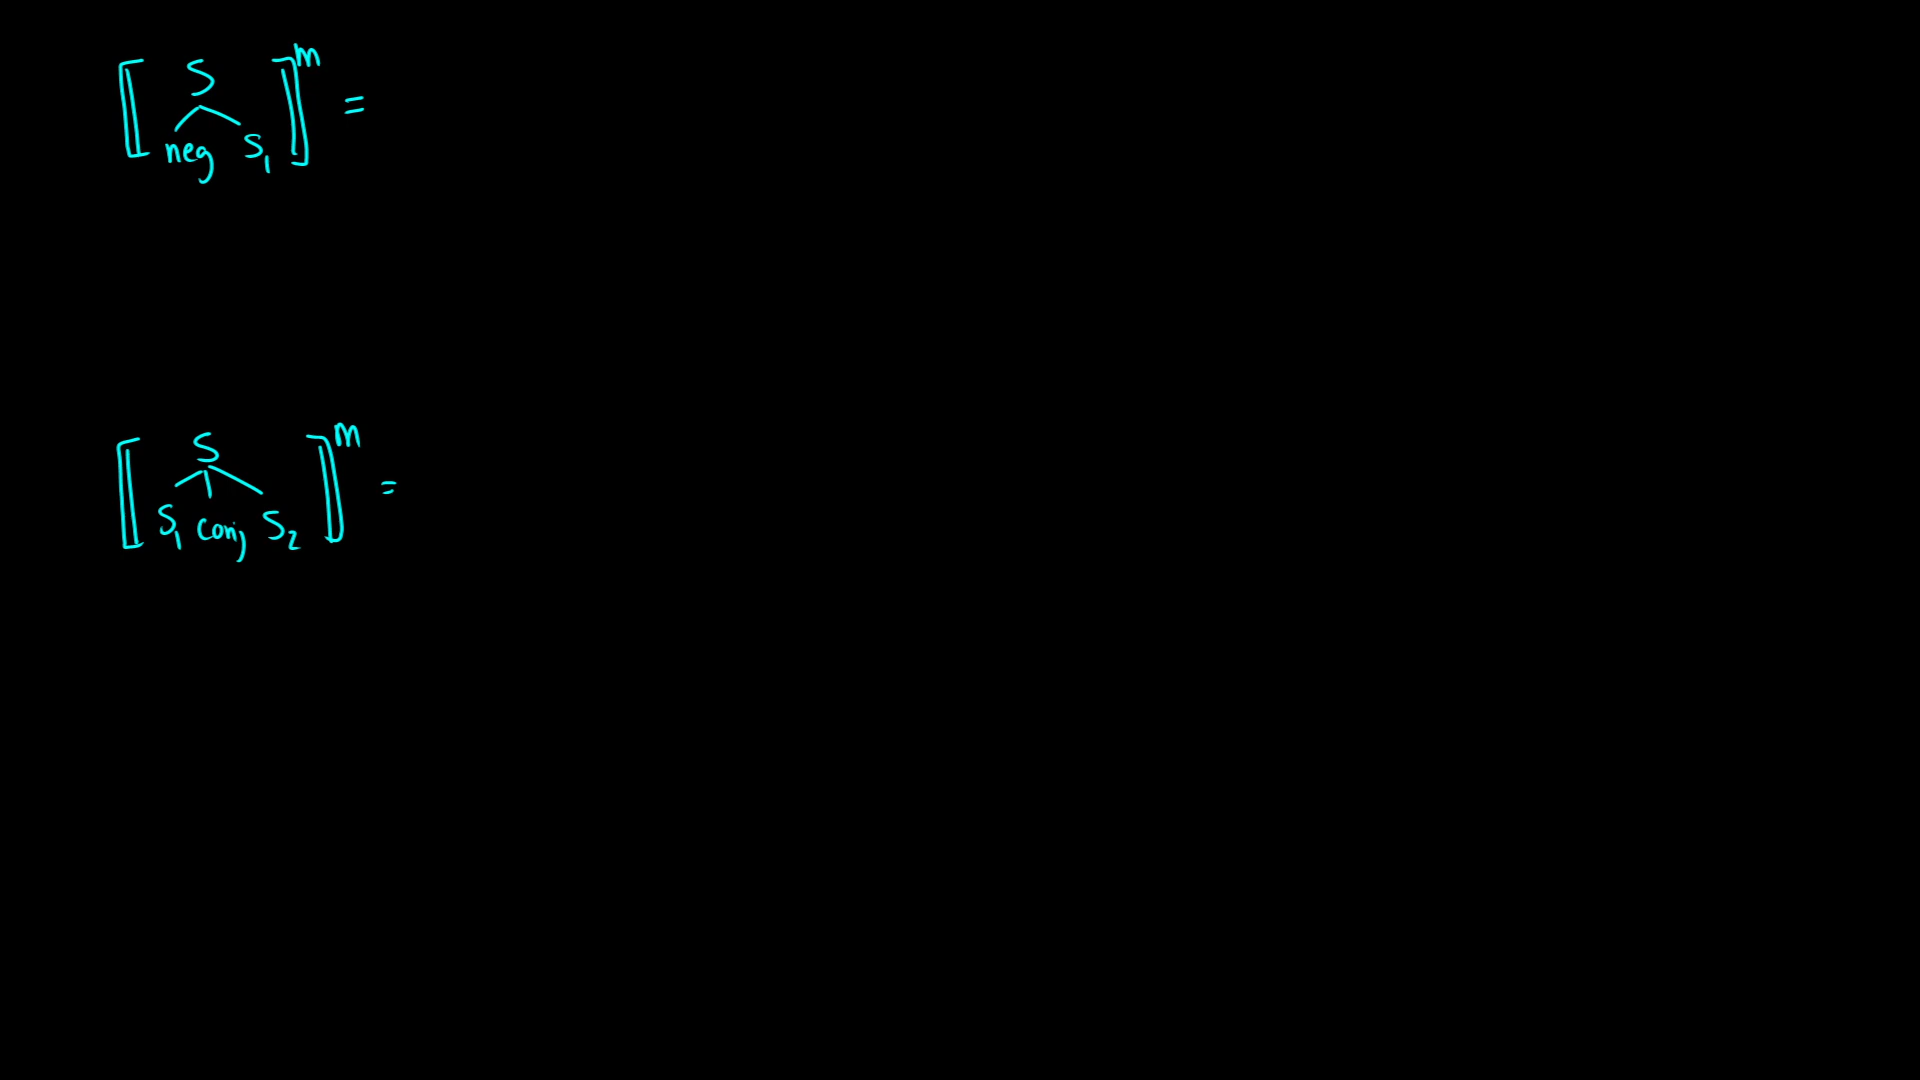 ⟦ S ⟧^m =
neg S₁
⟦ S ⟧^m =
S₁ conj S₂